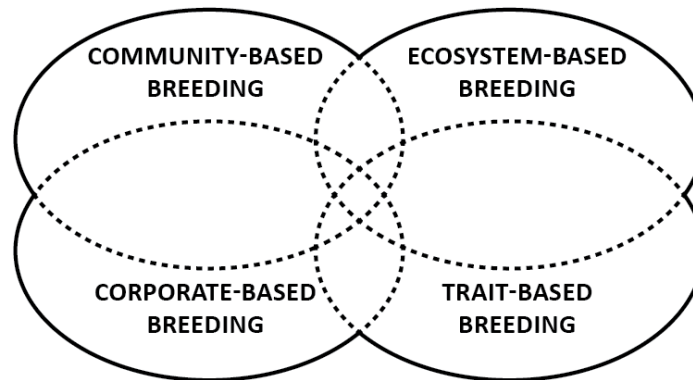 COMMUNITY-BASED
BREEDING
ECOSYSTEM-BASED
BREEDING
CORPORATE-BASED
BREEDING
TRAIT-BASED
BREEDING